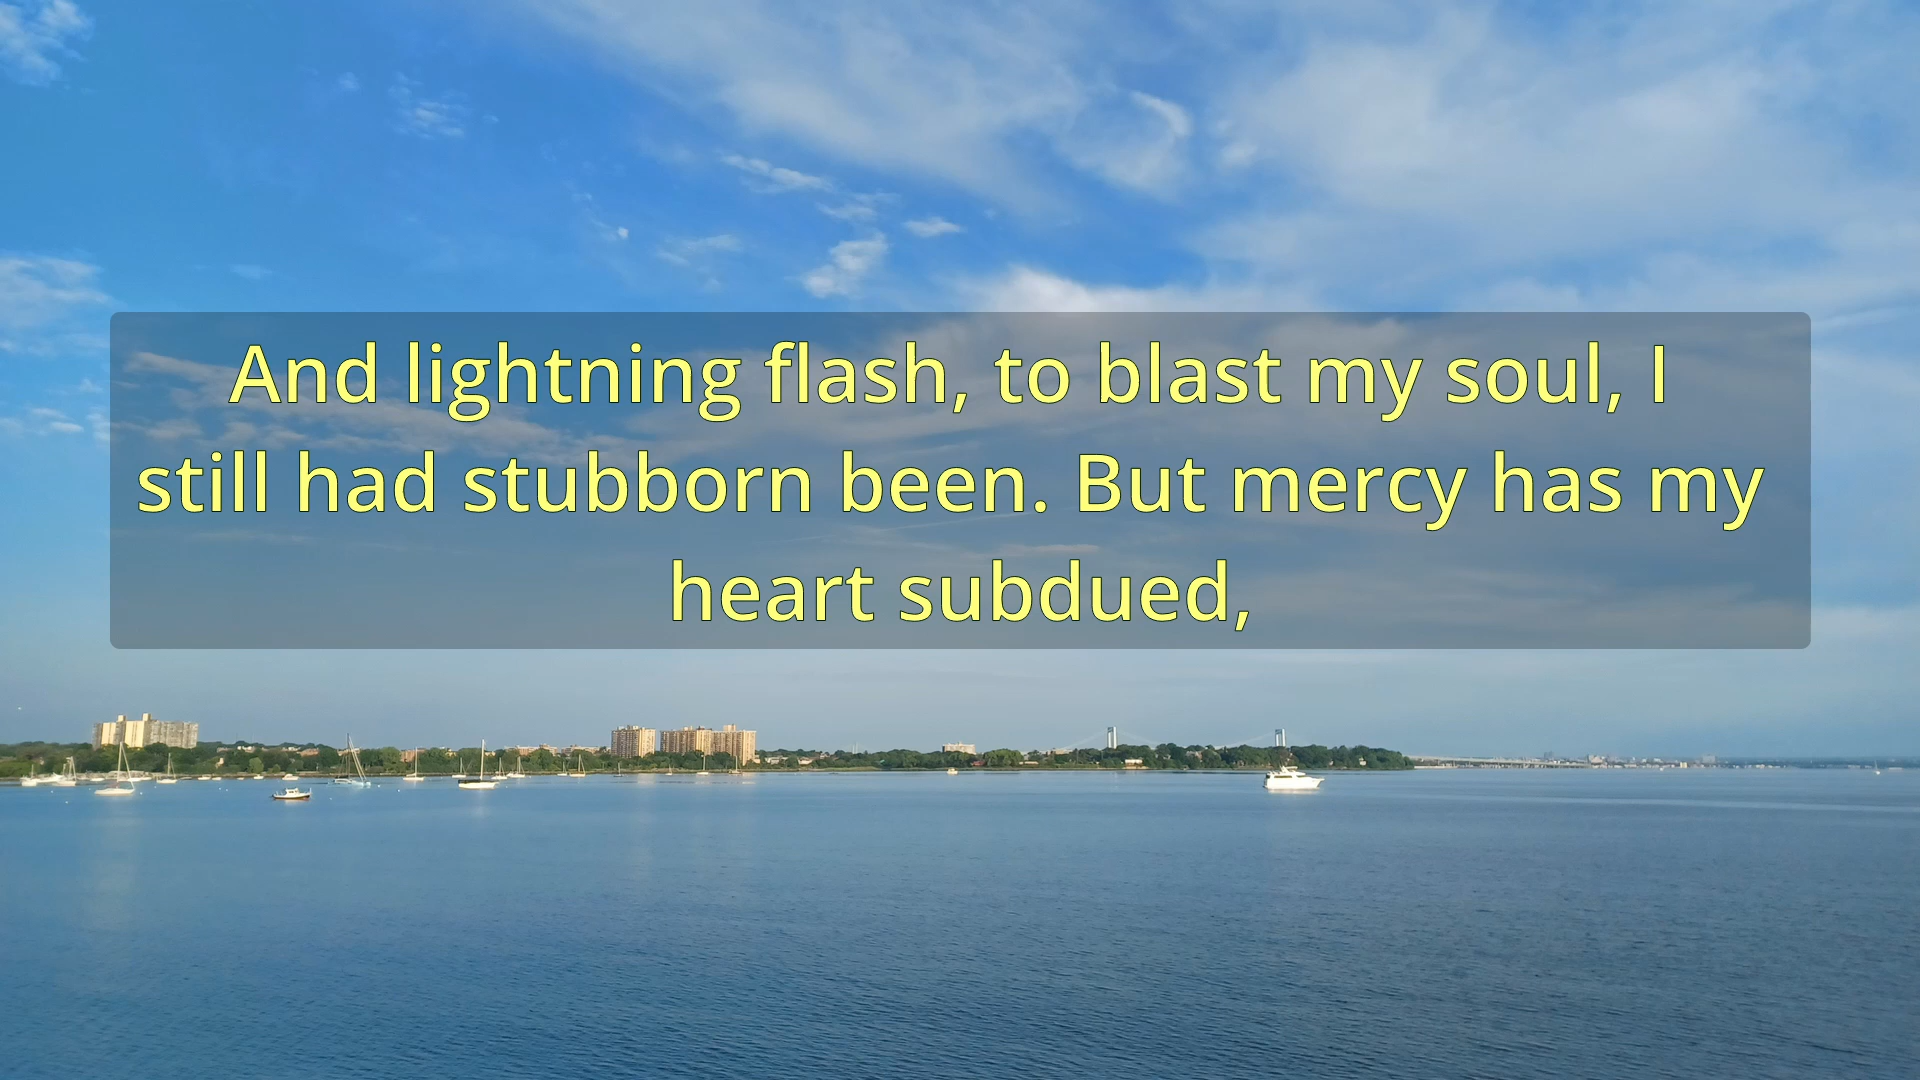 And lightning flash, to blast my soul, I
still had stubborn been. But mercy has my
heart subdued,